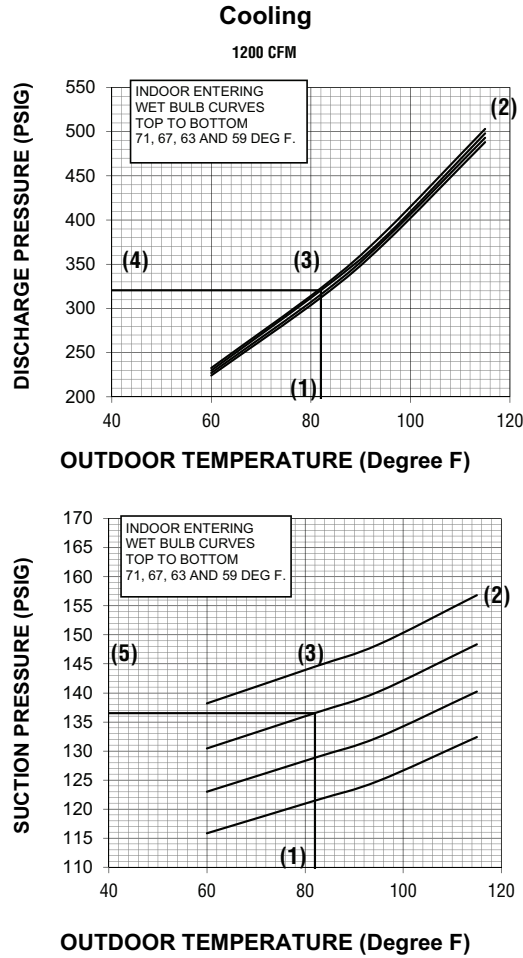 Cooling
1200 CFM
DISCHARGE PRESSURE (PSIG)
550
500
450
400
350
300
250
200
INDOOR ENTERING
WET BULB CURVES
TOP TO BOTTOM
71, 67, 63 AND 59 DEG F.
(2)
(4)
(3)
(1)
40
60
80
100
120
OUTDOOR TEMPERATURE (Degree F)
SUCTION PRESSURE (PSIG)
170
165
160
155
150
145
140
135
130
125
120
115
110
INDOOR ENTERING
WET BULB CURVES
TOP TO BOTTOM
71, 67, 63 AND 59 DEG F.
(2)
(5)
(3)
(1)
40
60
80
100
120
OUTDOOR TEMPERATURE (Degree F)